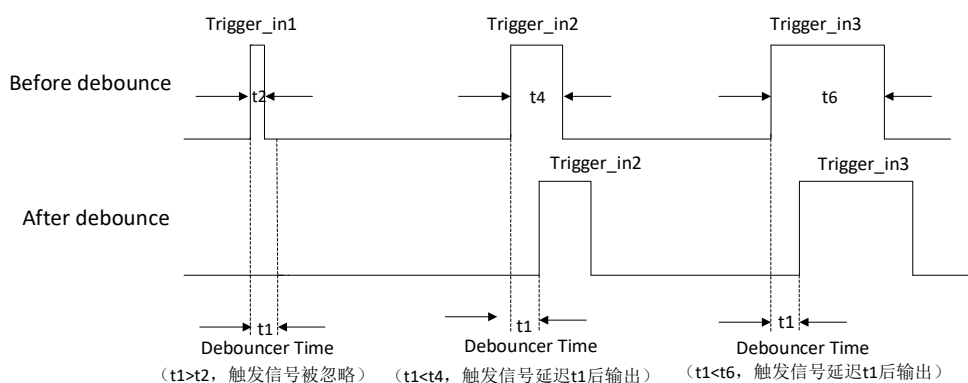 Trigger_in1
Trigger_in2
Trigger_in3
Before debounce
t2
t4
t6
Trigger_in2
Trigger_in3
After debounce
t1
t1
t1
Debouncer Time
Debouncer Time
Debouncer Time
（t1>t2，触发信号被忽略）
（t1<t4，触发信号延迟t1后输出）
（t1<t6，触发信号延迟t1后输出）